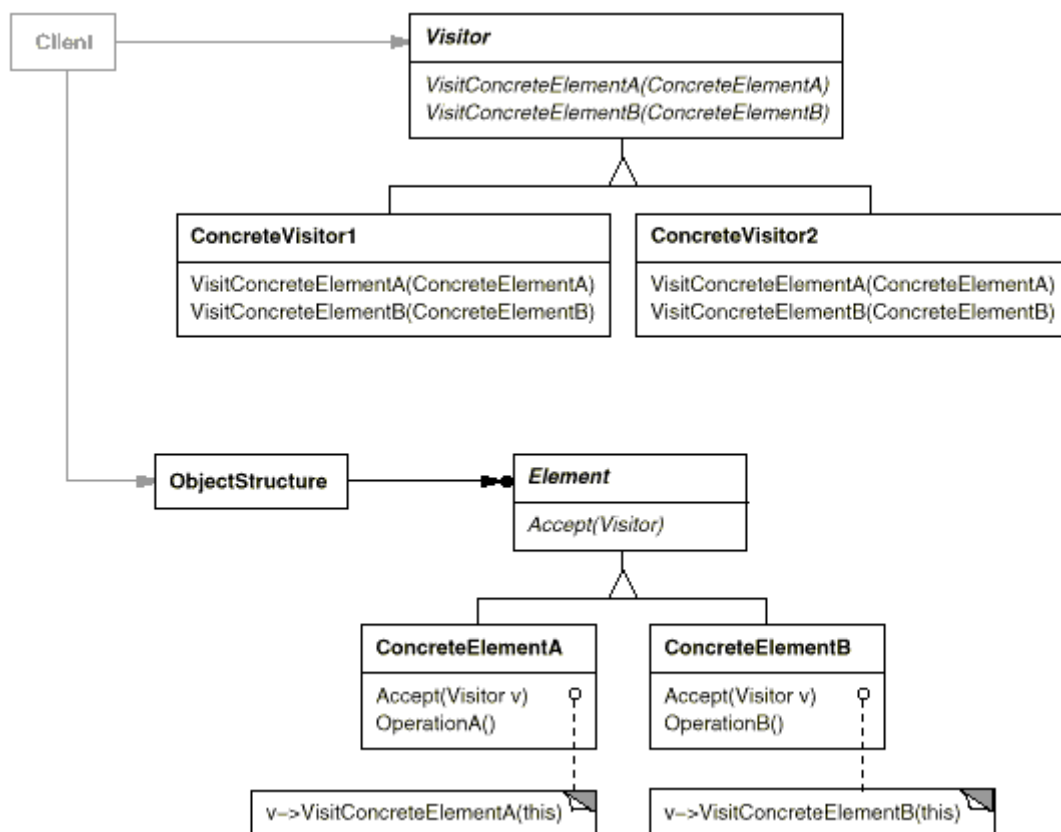 Client
Visitor
VisitConcreteElementA(ConcreteElementA)
VisitConcreteElementB(ConcreteElementB)
ConcreteVisitor1
VisitConcreteElementA(ConcreteElementA)
VisitConcreteElementB(ConcreteElementB)
ConcreteVisitor2
VisitConcreteElementA(ConcreteElementA)
VisitConcreteElementB(ConcreteElementB)
ObjectStructure
Element
Accept(Visitor)
ConcreteElementA
Accept(Visitor v)
OperationA()
ConcreteElementB
Accept(Visitor v)
OperationB()
v–>VisitConcreteElementA(this)
v–>VisitConcreteElementB(this)